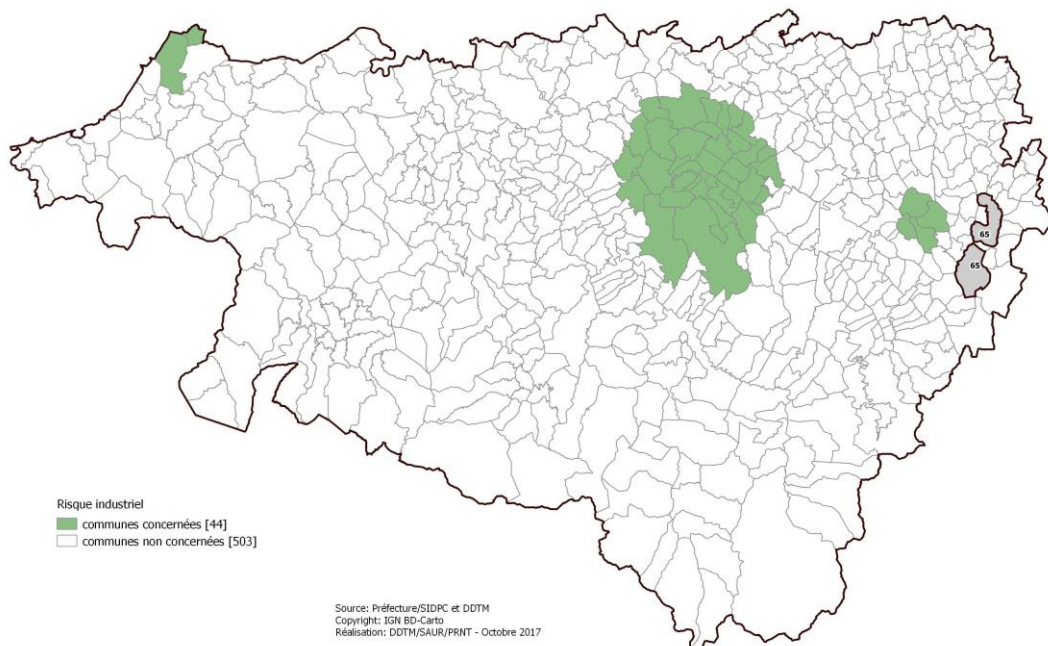 65
65
Risque industriel
communes concernées [44]
communes non concernées [503]
Source: Préfecture/SIDPC et DDTM
Copyright: IGN BD-Carto
Réalisation: DDTM/SAUR/PRNT - Octobre 2017